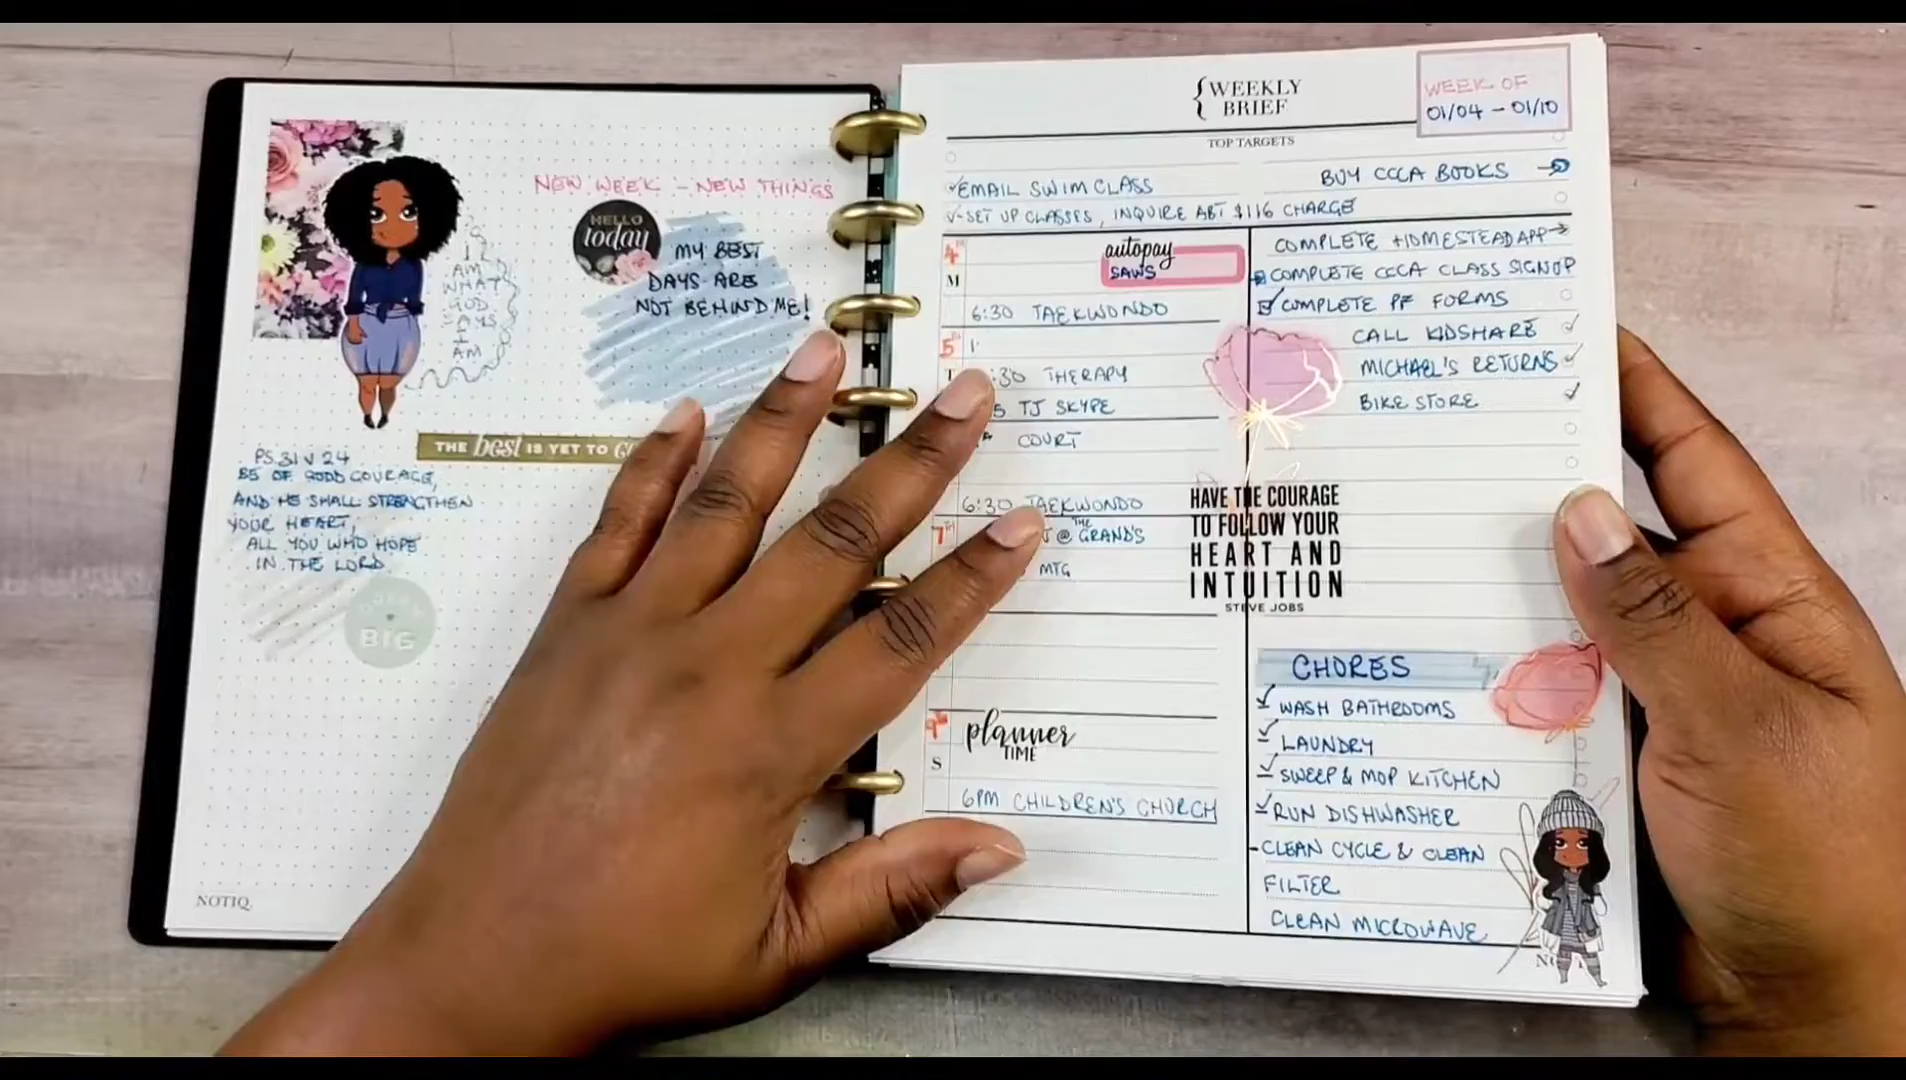 NEW WEEK - NEW THINGS
HELLO
today
MY BEST
DAYS ARE
NOT BEHIND ME!
I
AM
WHAT
GOD
SAYS
I
AM
THE best IS YET TO
PS.31 V 24
BE OF GOOD COURAGE,
AND HE SHALL STRENGTHEN
YOUR HEART,
ALL YOU WHO HOPE
IN THE LORD
BIG
NOTIQ
{WEEKLY
BRIEF
WEEK OF
01/04 - 01/10
TOP TARGETS
BUY CCCA BOOKS
EMAIL SWIM CLASS
-SET UP CLASSES, INQUIRE ABT $116 CHARGE
4TH
M
autopay
SAWS
6:30 TAEKWONDO
5TH
T
:30 THERAPY
5 TJ SKYPE
COURT
6:30 TAEKWONDO
7TH
@ THE GRAND'S
MTG
9TH
S
planner
TIME
6PM CHILDREN'S CHURCH
COMPLETE HOMESTEAD APP
COMPLETE CCCA CLASS SIGNUP
COMPLETE PF FORMS
CALL KIDSHARE
MICHAEL'S RETURNS
BIKE STORE
HAVE THE COURAGE
TO FOLLOW YOUR
HEART AND
INTUITION
STEVE JOBS
CHORES
WASH BATHROOMS
LAUNDRY
SWEEP & MOP KITCHEN
RUN DISHWASHER
-CLEAN CYCLE & CLEAN
FILTER
CLEAN MICROWAVE